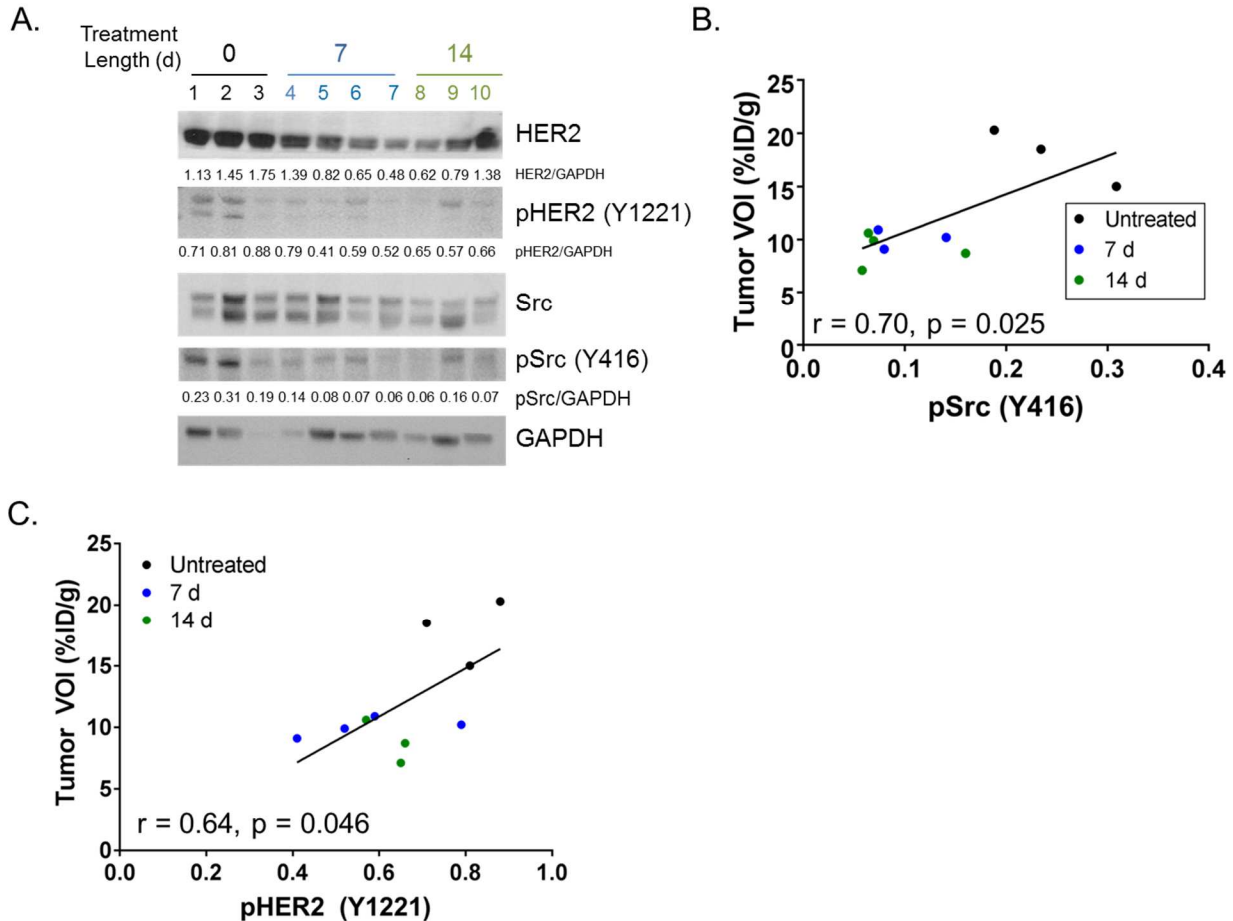 A.
Treatment
Length (d)
0 7 14
1 2 3 4 5 6 7 8 9 10
HER2
1.13 1.45 1.75 1.39 0.82 0.65 0.48 0.62 0.79 1.38 HER2/GAPDH
pHER2 (Y1221)
0.71 0.81 0.88 0.79 0.41 0.59 0.52 0.65 0.57 0.66 pHER2/GAPDH
Src
pSrc (Y416)
0.23 0.31 0.19 0.14 0.08 0.07 0.06 0.06 0.16 0.07 pSrc/GAPDH
GAPDH
B.
Tumor VOI (%ID/g)
25
20
15
10
5
0
Untreated
7 d
14 d
r = 0.70, p = 0.025
0.0 0.1 0.2 0.3 0.4
pSrc (Y416)
C.
Tumor VOI (%ID/g)
25
20
15
10
5
0
Untreated
7 d
14 d
r = 0.64, p = 0.046
0.0 0.2 0.4 0.6 0.8 1.0
pHER2 (Y1221)